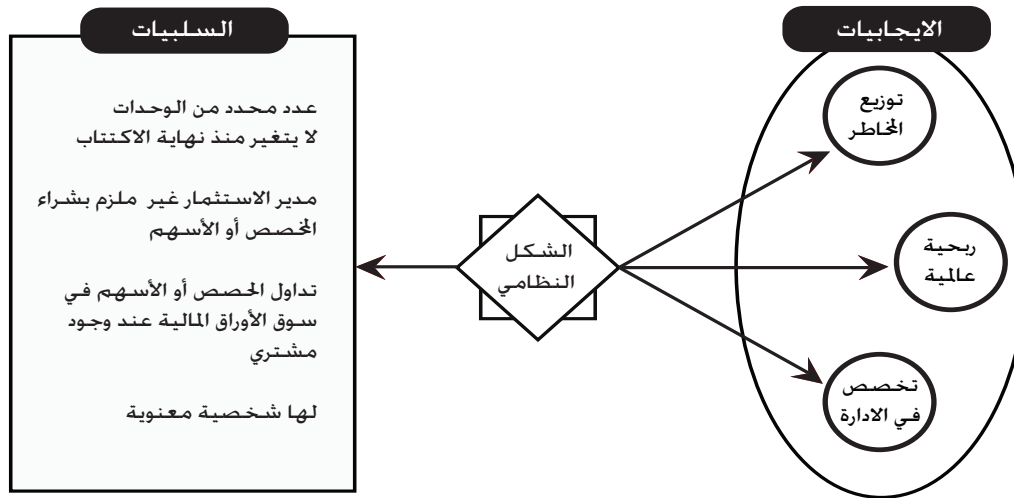 الايجابيات
توزيع
المخاطر
ربحية
عالمية
تخصص
في الادارة
الشكل
النظامي
السلبيات
عدد محدد من الوحدات
لا يتغير منذ نهاية الاكتتاب
مدير الاستثمار غير ملزم بشراء
الخصص أو الأسهم
تداول الحصص أو الأسهم في
سوق الأوراق المالية عند وجود
مشتري
لها شخصية معنوية